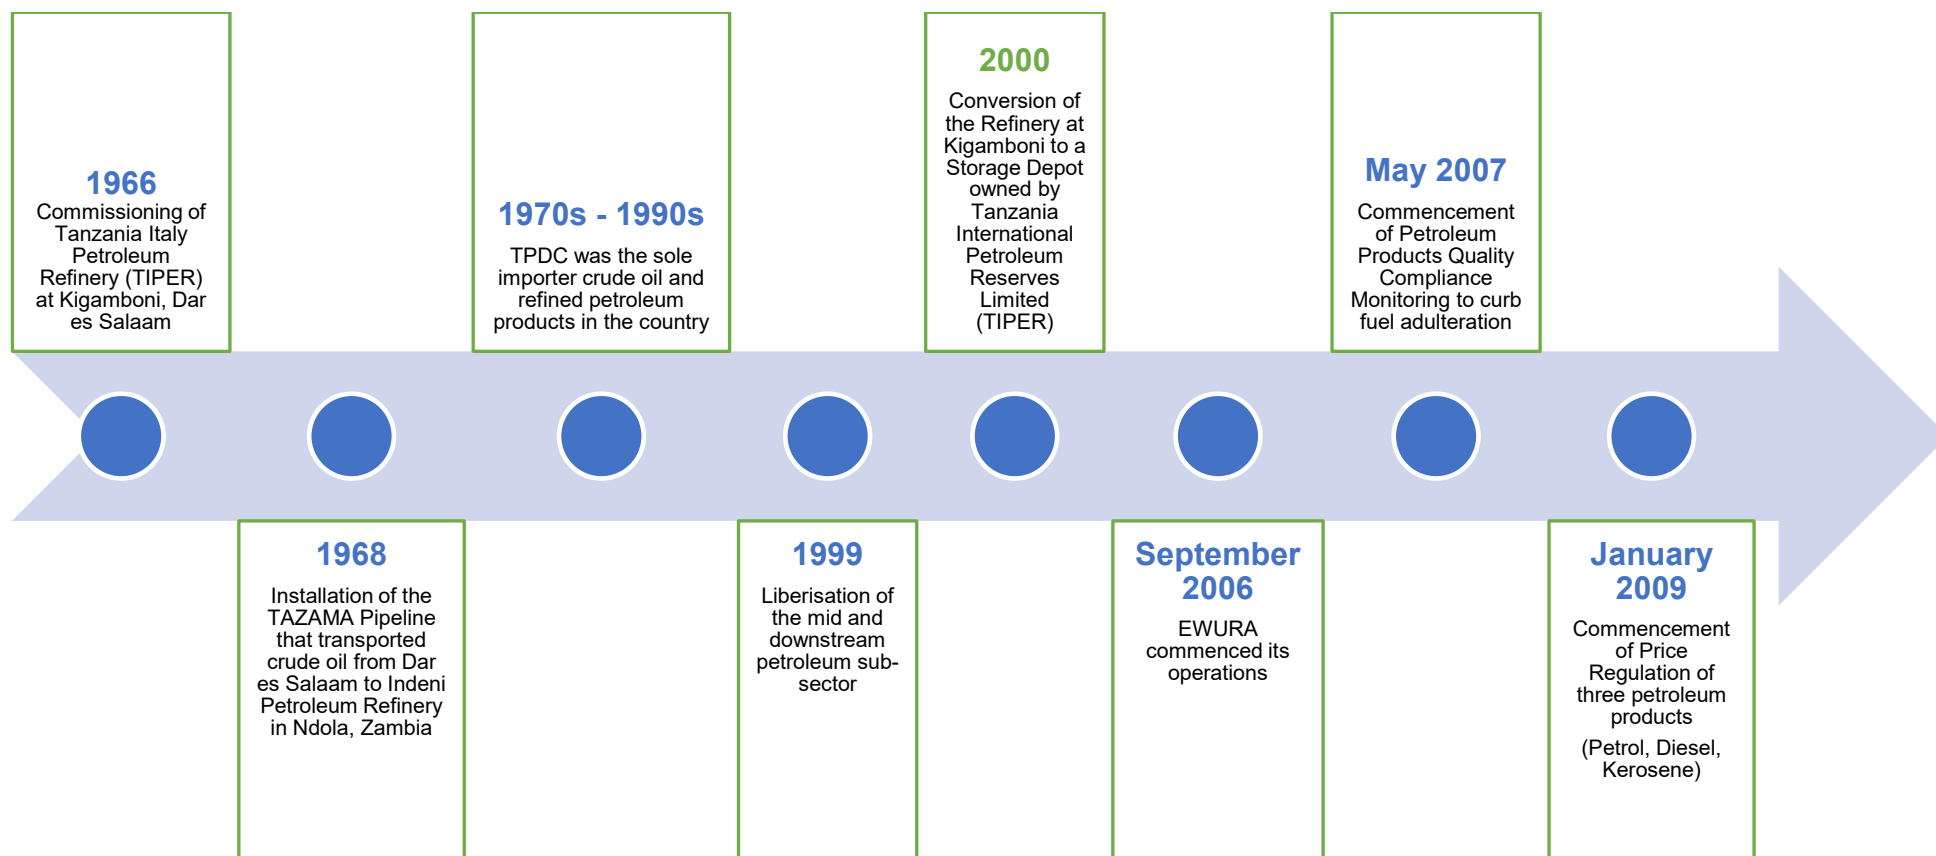 1966
Commissioning of
Tanzania Italy
Petroleum
Refinery (TIPER)
at Kigamboni, Dar
es Salaam
1968
Installation of the
TAZAMA Pipeline
that transported
crude oil from Dar
es Salaam to Indeni
Petroleum Refinery
in Ndola, Zambia
1970s - 1990s
TPDC was the sole
importer crude oil and
refined petroleum
products in the country
1999
Liberisation of
the mid and
downstream
petroleum sub-
sector
2000
Conversion of
the Refinery at
Kigamboni to a
Storage Depot
owned by
Tanzania
International
Petroleum
Reserves
Limited
(TIPER)
September
2006
EWURA
commenced its
operations
May 2007
Commencement
of Petroleum
Products Quality
Compliance
Monitoring to curb
fuel adulteration
January
2009
Commencement
of Price
Regulation of
three petroleum
products
(Petrol, Diesel,
Kerosene)